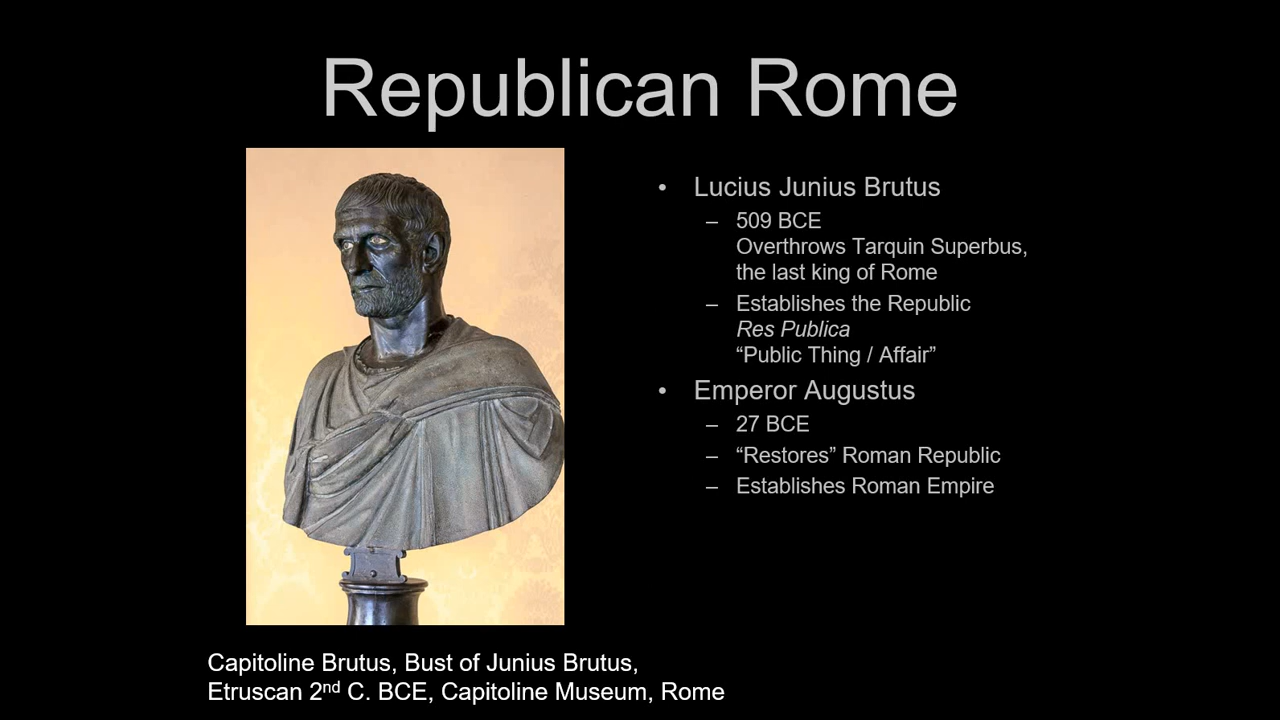 Republican Rome
• Lucius Junius Brutus
– 509 BCE
Overthrows Tarquin Superbus,
the last king of Rome
– Establishes the Republic
Res Publica
“Public Thing / Affair”
• Emperor Augustus
– 27 BCE
– “Restores” Roman Republic
– Establishes Roman Empire
Capitoline Brutus, Bust of Junius Brutus,
Etruscan 2nd C. BCE, Capitoline Museum, Rome